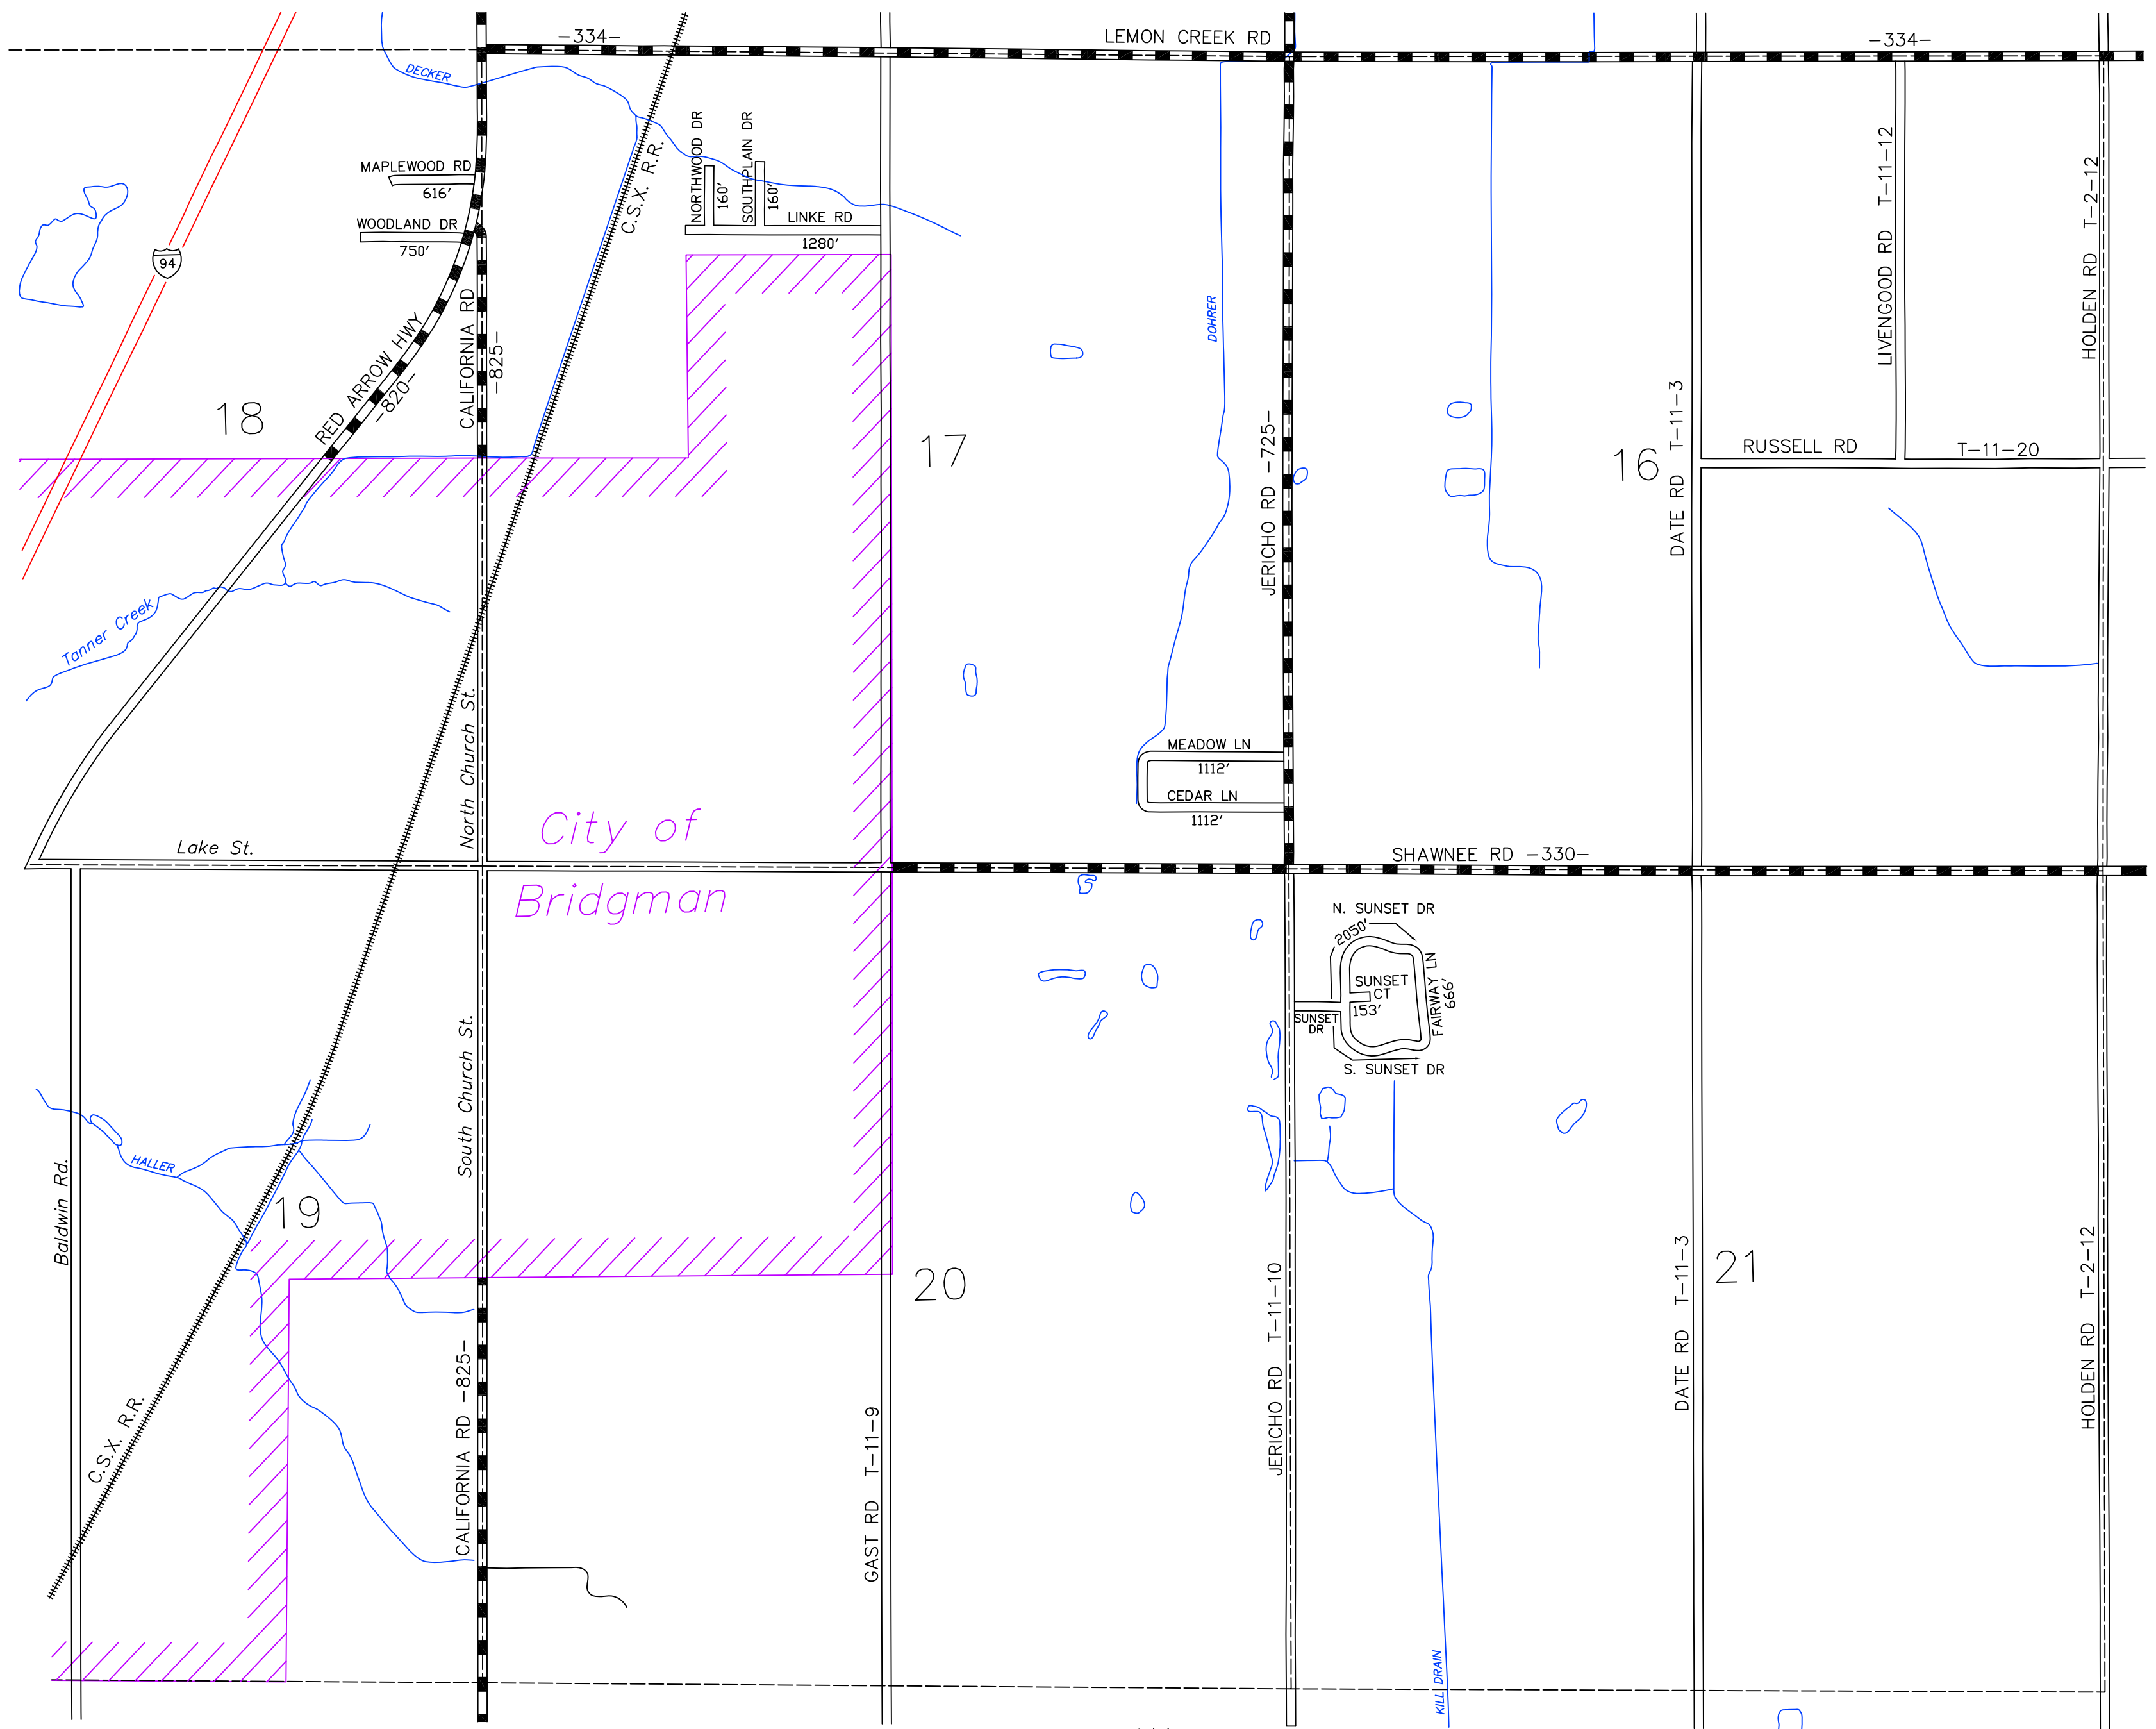 -334-
LEMON CREEK RD
-334-
DECKER
MAPLEWOOD RD
616'
WOODLAND DR
750'
NORTHWOOD DR
160'
SOUTHPLAIN DR
160'
LINKE RD
1280'
C.S.X. R.R.
94
RED ARROW HWY
-820-
CALIFORNIA RD
-825-
18
17
16
DOHRER
JERICHO RD -725-
DATE RD T-11-3
LIVENGOOD RD T-11-12
HOLDEN RD T-2-12
RUSSELL RD
T-11-20
Tanner Creek
North Church St.
MEADOW LN
1112'
CEDAR LN
1112'
Lake St.
City of
Bridgman
SHAWNEE RD -330-
N. SUNSET DR
2050'
SUNSET
CT
153'
FAIRWAY LN
666'
SUNSET
DR
S. SUNSET DR
South Church St.
HALLER
Baldwin Rd.
19
20
21
C.S.X. R.R.
CALIFORNIA RD -825-
GAST RD T-11-9
JERICHO RD T-11-10
DATE RD T-11-3
HOLDEN RD T-2-12
KILL DRAIN